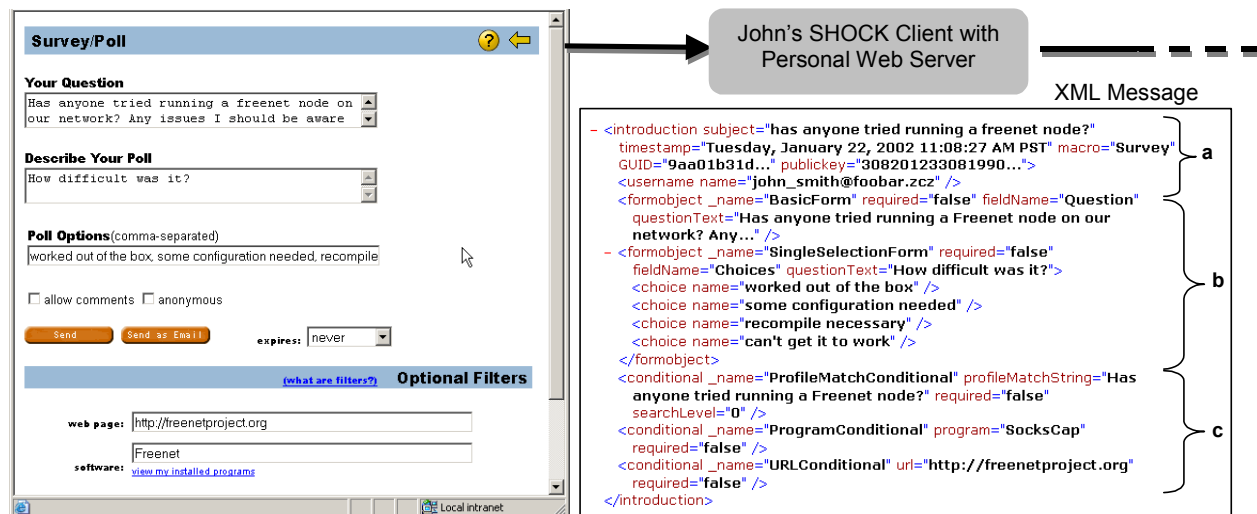 Survey/Poll
?
Your Question
Has anyone tried running a freenet node on
our network? Any issues I should be aware
Describe Your Poll
How difficult was it?
Poll Options(comma-separated)
worked out of the box, some configuration needed, recompile
allow comments
anonymous
Send
Send as Email
expires:
never
(what are filters?)
Optional Filters
web page:
http://freenetproject.org
Freenet
software:
view my installed programs
Local intranet
John's SHOCK Client with
Personal Web Server
XML Message
- <introduction subject="has anyone tried running a freenet node?"
timestamp="Tuesday, January 22, 2002 11:08:27 AM PST" macro="Survey"
GUID="9aa01b31d..." publickey="308201233081990...">
<username name="john_smith@foobar.zcz" />
<formobject _name="BasicForm" required="false" fieldName="Question"
questionText="Has anyone tried running a Freenet node on our
network? Any..." />
- <formobject _name="SingleSelectionForm" required="false"
fieldName="Choices" questionText="How difficult was it?">
<choice name="worked out of the box" />
<choice name="some configuration needed" />
<choice name="recompile necessary" />
<choice name="can't get it to work" />
</formobject>
<conditional _name="ProfileMatchConditional" profileMatchString="Has
anyone tried running a Freenet node?" required="false"
searchLevel="0" />
<conditional _name="ProgramConditional" program="SocksCap"
required="false" />
<conditional _name="URLConditional" url="http://freenetproject.org"
required="false" />
</introduction>
a
b
c